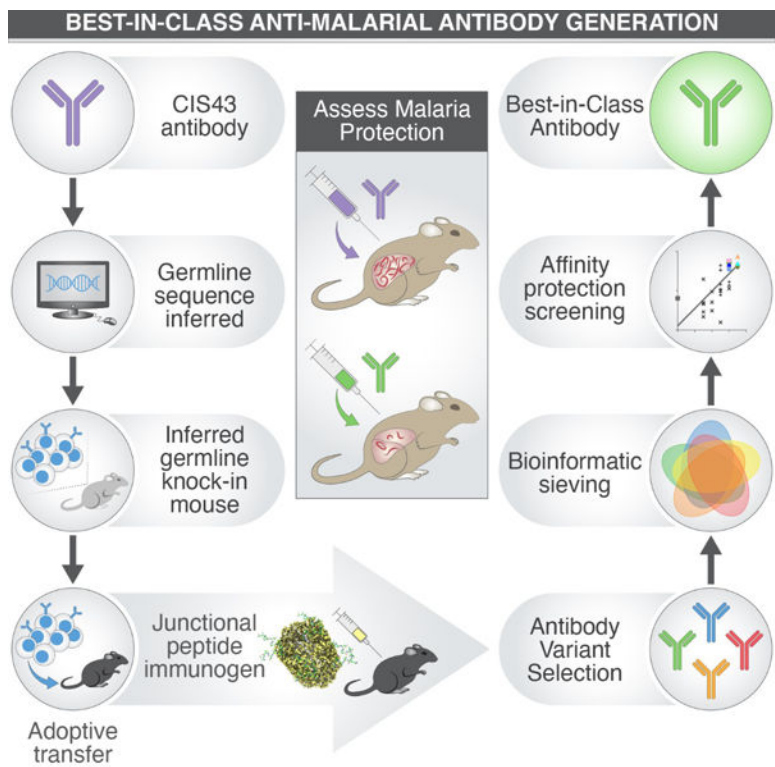 BEST-IN-CLASS ANTI-MALARIAL ANTIBODY GENERATION
CIS43
antibody
Germline
sequence
inferred
Inferred
germline
knock-in
mouse
Adoptive
transfer
Junctional
peptide
immunogen
Assess Malaria
Protection
Best-in-Class
Antibody
Affinity
protection
screening
Bioinformatic
sieving
Antibody
Variant
Selection